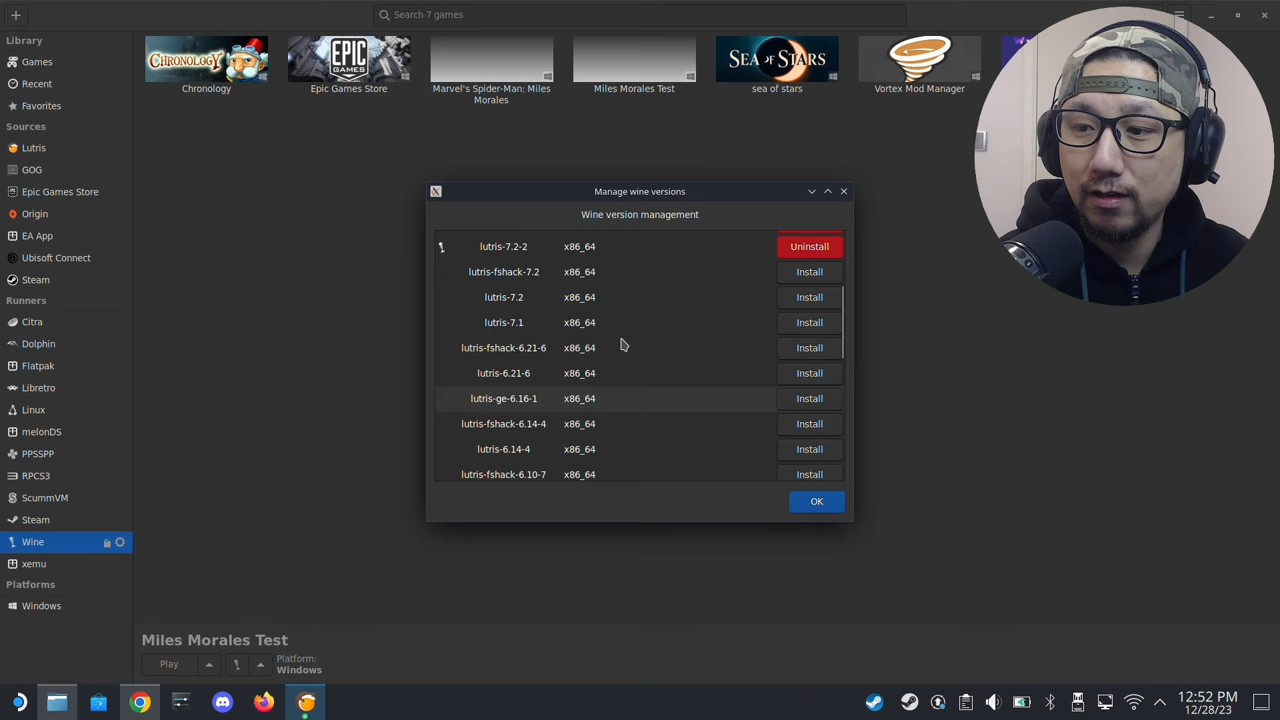 Search 7 games
Library
Games
Recent
Favorites
Sources
Lutris
GOG
Epic Games Store
Origin
EA App
Ubisoft Connect
Steam
Runners
Citra
Dolphin
Flatpak
Libretro
Linux
melonDS
PPSSPP
RPCS3
ScummVM
Steam
Wine
xemu
Platforms
Windows
CHRONOLOGY
Chronology
EPIC
GAMES
Epic Games Store
Marvel's Spider-Man: Miles
Morales
Miles Morales Test
SEA OF STARS
sea of stars
Vortex Mod Manager
Manage wine versions
Wine version management
lutris-7.2-2 x86_64 Uninstall
lutris-fshack-7.2 x86_64 Install
lutris-7.2 x86_64 Install
lutris-7.1 x86_64 Install
lutris-fshack-6.21-6 x86_64 Install
lutris-6.21-6 x86_64 Install
lutris-ge-6.16-1 x86_64 Install
lutris-fshack-6.14-4 x86_64 Install
lutris-6.14-4 x86_64 Install
lutris-fshack-6.10-7 x86_64 Install
OK
Miles Morales Test
Play
Platform:
Windows
12:52 PM
12/28/23